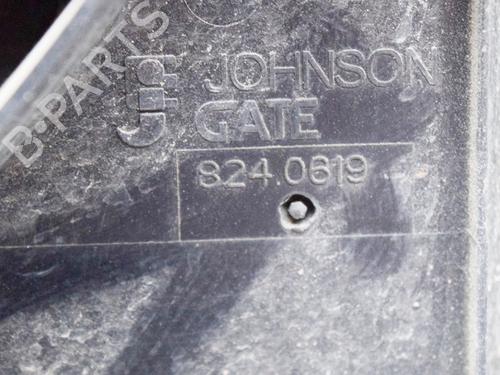 B-PARTS
JOHNSON
GATE
824.0619